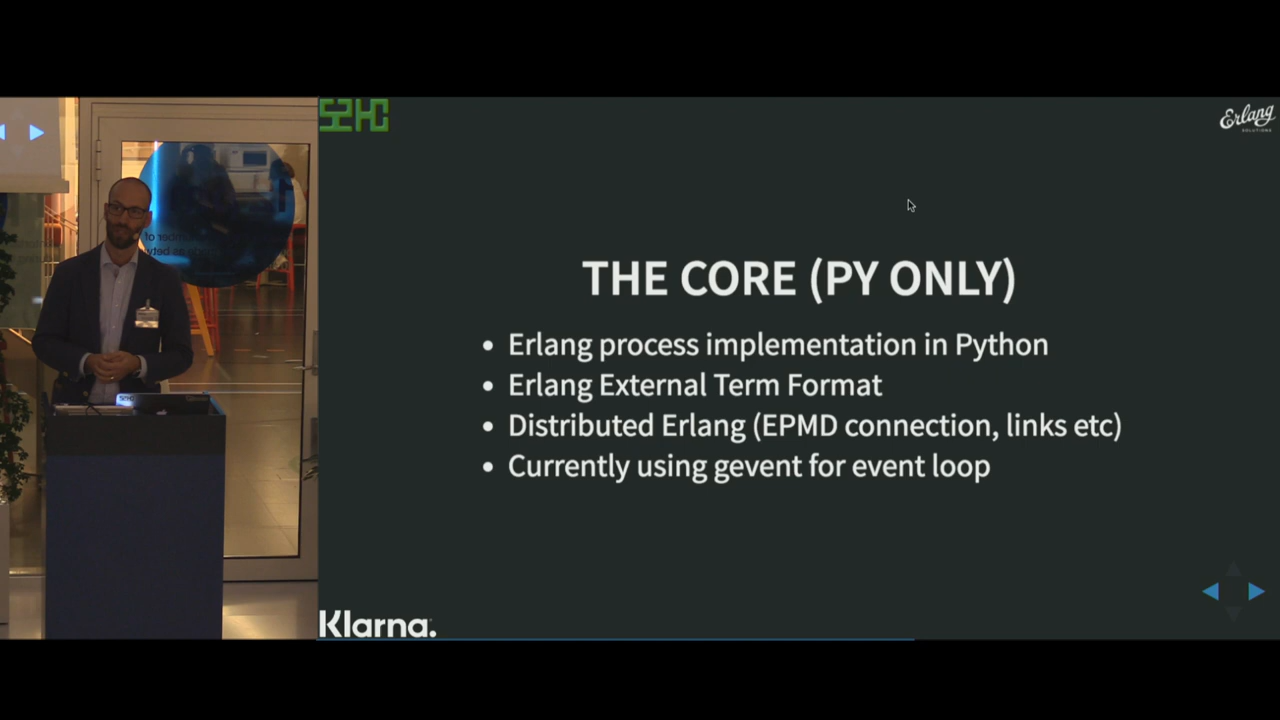 Erlang
SOLUTIONS
THE CORE (PY ONLY)
• Erlang process implementation in Python
• Erlang External Term Format
• Distributed Erlang (EPMD connection, links etc)
• Currently using gevent for event loop
Klarna.